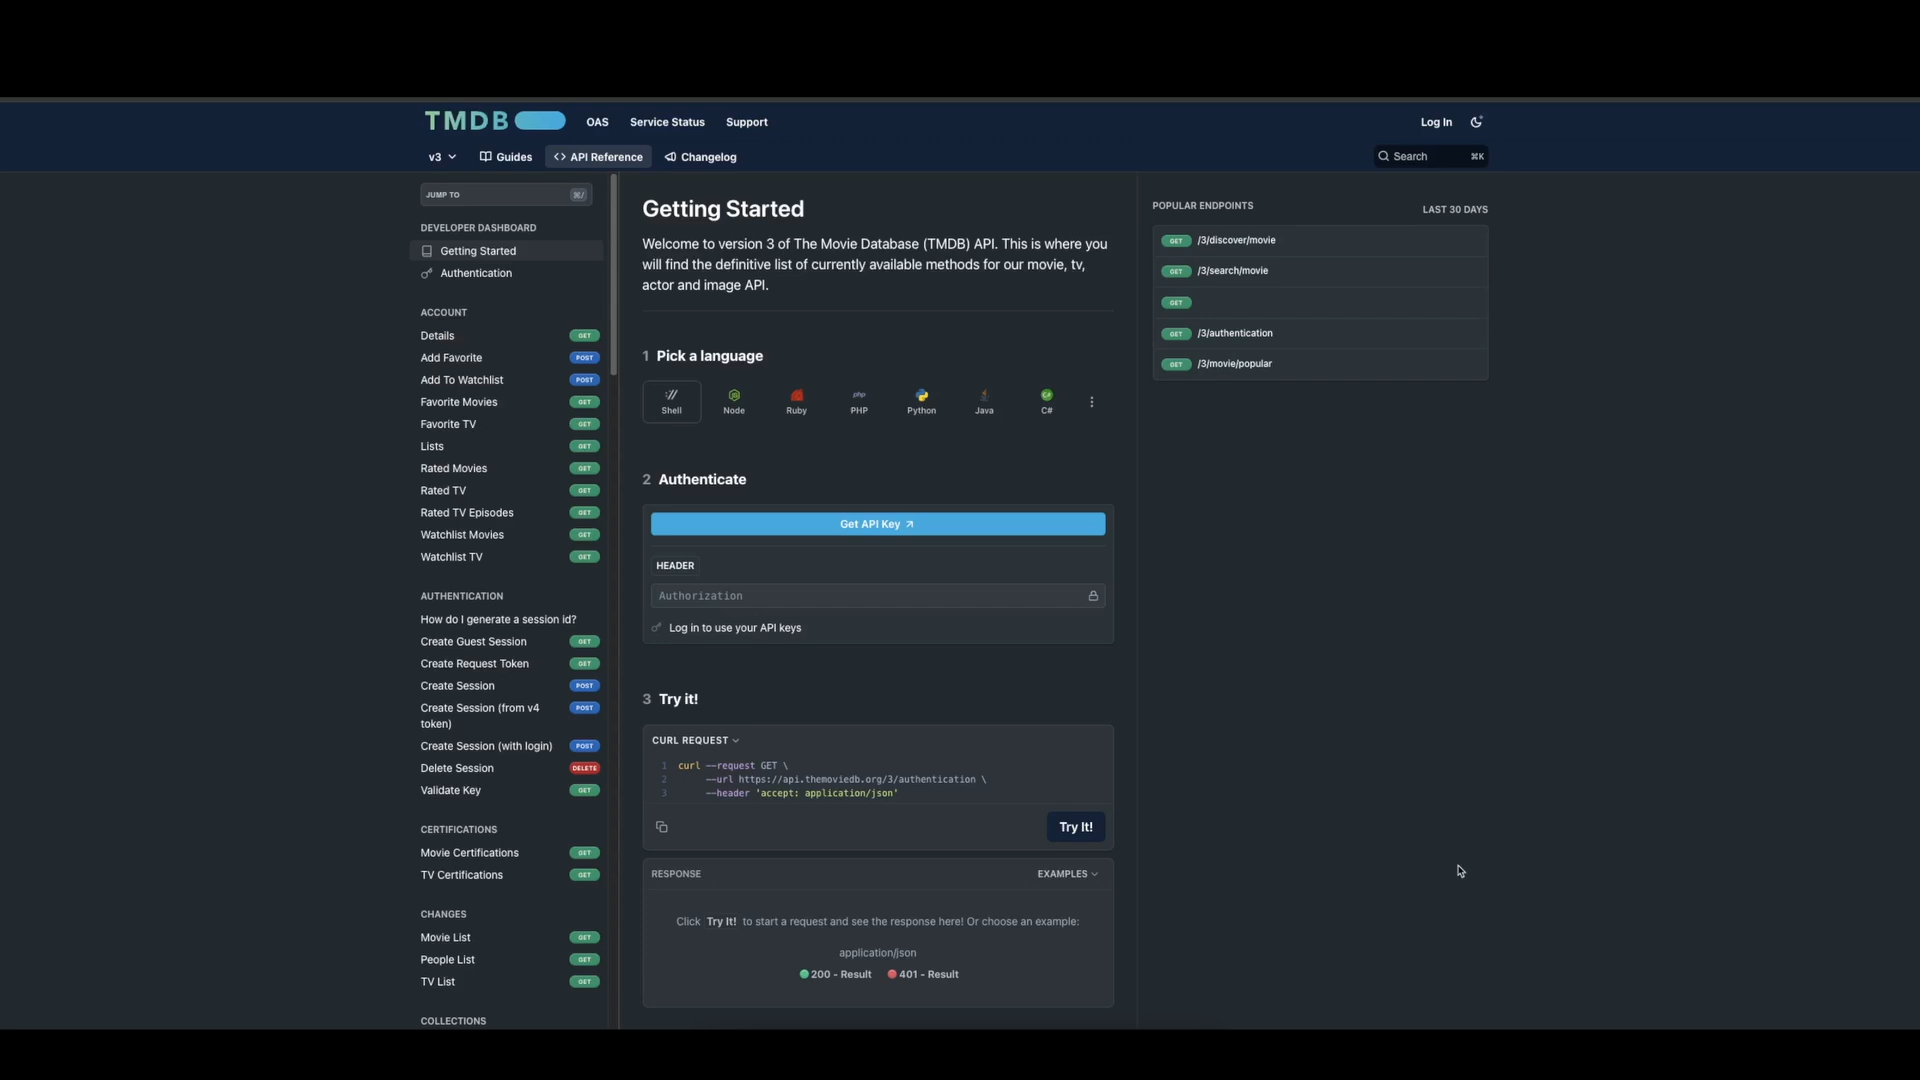 TMDB
OAS
Service Status
Support
Log In
v3
Guides
API Reference
Changelog
Search
⌘K
JUMP TO
⌘/
DEVELOPER DASHBOARD
Getting Started
Authentication
ACCOUNT
Details GET
Add Favorite POST
Add To Watchlist POST
Favorite Movies GET
Favorite TV GET
Lists GET
Rated Movies GET
Rated TV GET
Rated TV Episodes GET
Watchlist Movies GET
Watchlist TV GET
AUTHENTICATION
How do I generate a session id?
Create Guest Session GET
Create Request Token GET
Create Session POST
Create Session (from v4 POST
token)
Create Session (with login) POST
Delete Session DELETE
Validate Key GET
CERTIFICATIONS
Movie Certifications GET
TV Certifications GET
CHANGES
Movie List GET
People List GET
TV List GET
COLLECTIONS
Getting Started
Welcome to version 3 of The Movie Database (TMDB) API. This is where you
will find the definitive list of currently available methods for our movie, tv,
actor and image API.
1 Pick a language
Shell
Node
Ruby
php
PHP
Python
Java
C#
C#
2 Authenticate
Get API Key
HEADER
Authorization
Log in to use your API keys
3 Try it!
CURL REQUEST
1 curl --request GET \
2 --url https://api.themoviedb.org/3/authentication \
3 --header 'accept: application/json'
Try It!
RESPONSE
EXAMPLES
Click Try It! to start a request and see the response here! Or choose an example:
application/json
200 - Result
401 - Result
POPULAR ENDPOINTS
LAST 30 DAYS
GET /3/discover/movie
GET /3/search/movie
GET
GET /3/authentication
GET /3/movie/popular